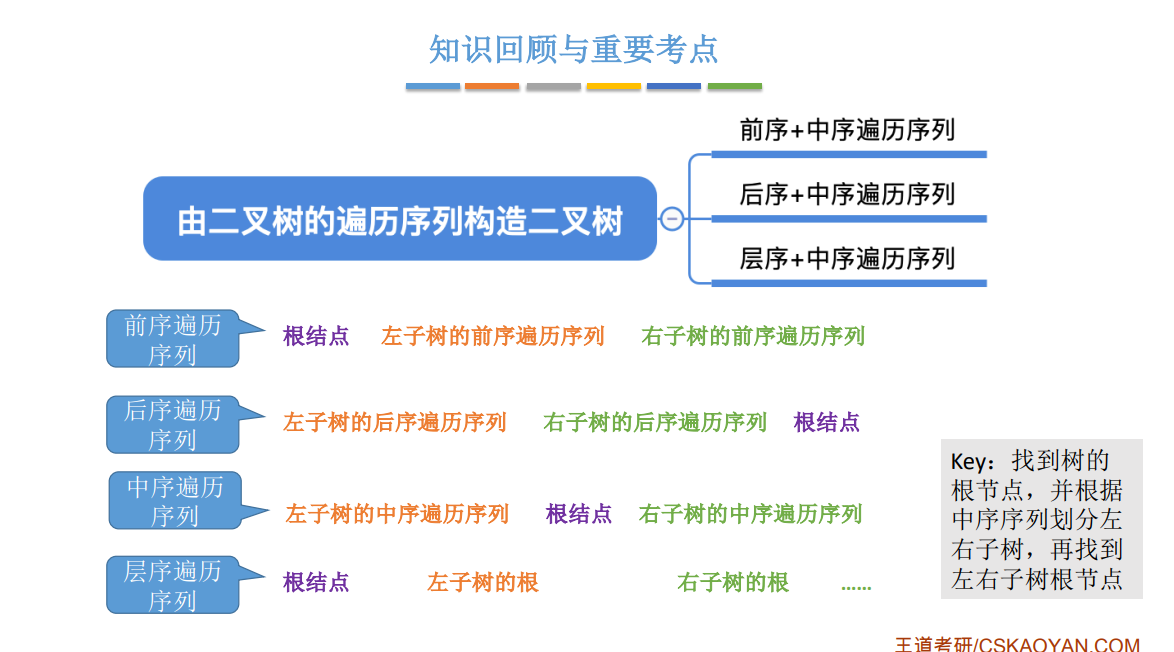 知识回顾与重要考点
由二叉树的遍历序列构造二叉树
前序+中序遍历序列
后序+中序遍历序列
层序+中序遍历序列
前序遍历
序列
根结点 左子树的前序遍历序列 右子树的前序遍历序列
后序遍历
序列
左子树的后序遍历序列 右子树的后序遍历序列 根结点
中序遍历
序列
左子树的中序遍历序列 根结点 右子树的中序遍历序列
层序遍历
序列
根结点 左子树的根 右子树的根 ……
Key：找到树的
根节点，并根据
中序序列划分左
右子树，再找到
左右子树根节点
王道考研/CSKAOYAN.COM